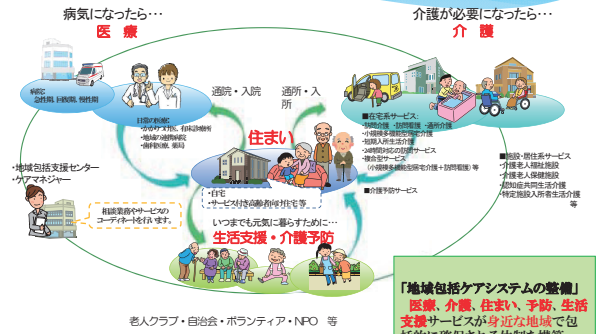 病気になったら･･･
医 療
介護が必要になったら･･･
介 護
病院:
急性期、回復期、慢性期
日常の医療:
・かかりつけ医、有床診療所
・地域の連携病院
・歯科医療、薬局
通院・入院
通所・入
所
住まい
・自宅
・サービス付き高齢者向け住宅 等
■在宅系サービス:
・訪問介護 ・訪問看護 ・通所介護
・小規模多機能型居宅介護
・短期入所生活介護
・24時間対応の訪問サービス
・複合型サービス
(小規模多機能型居宅介護＋訪問看護) 等
■介護予防サービス
■施設・居住系サービス
・介護老人福祉施設
・介護老人保健施設
・認知症共同生活介護
・特定施設入所者生活介護
等
・地域包括支援センター
・ケアマネジャー
相談業務やサービスの
コーディネートを行います。
いつまでも元気に暮らすために･･･
生活支援・介護予防
老人クラブ・自治会・ボランティア・NPO 等
「地域包括ケアシステムの整備」
医療、介護、住まい、予防、生活
支援サービスが身近な地域で包